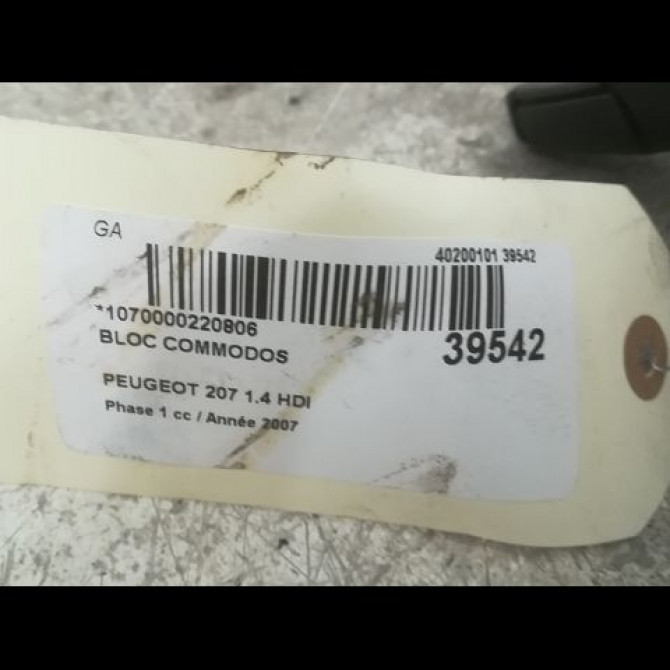 GA
40200101 39542
*1070000220806
BLOC COMMODOS
39542
PEUGEOT 207 1.4 HDI
Phase 1 cc / Année 2007